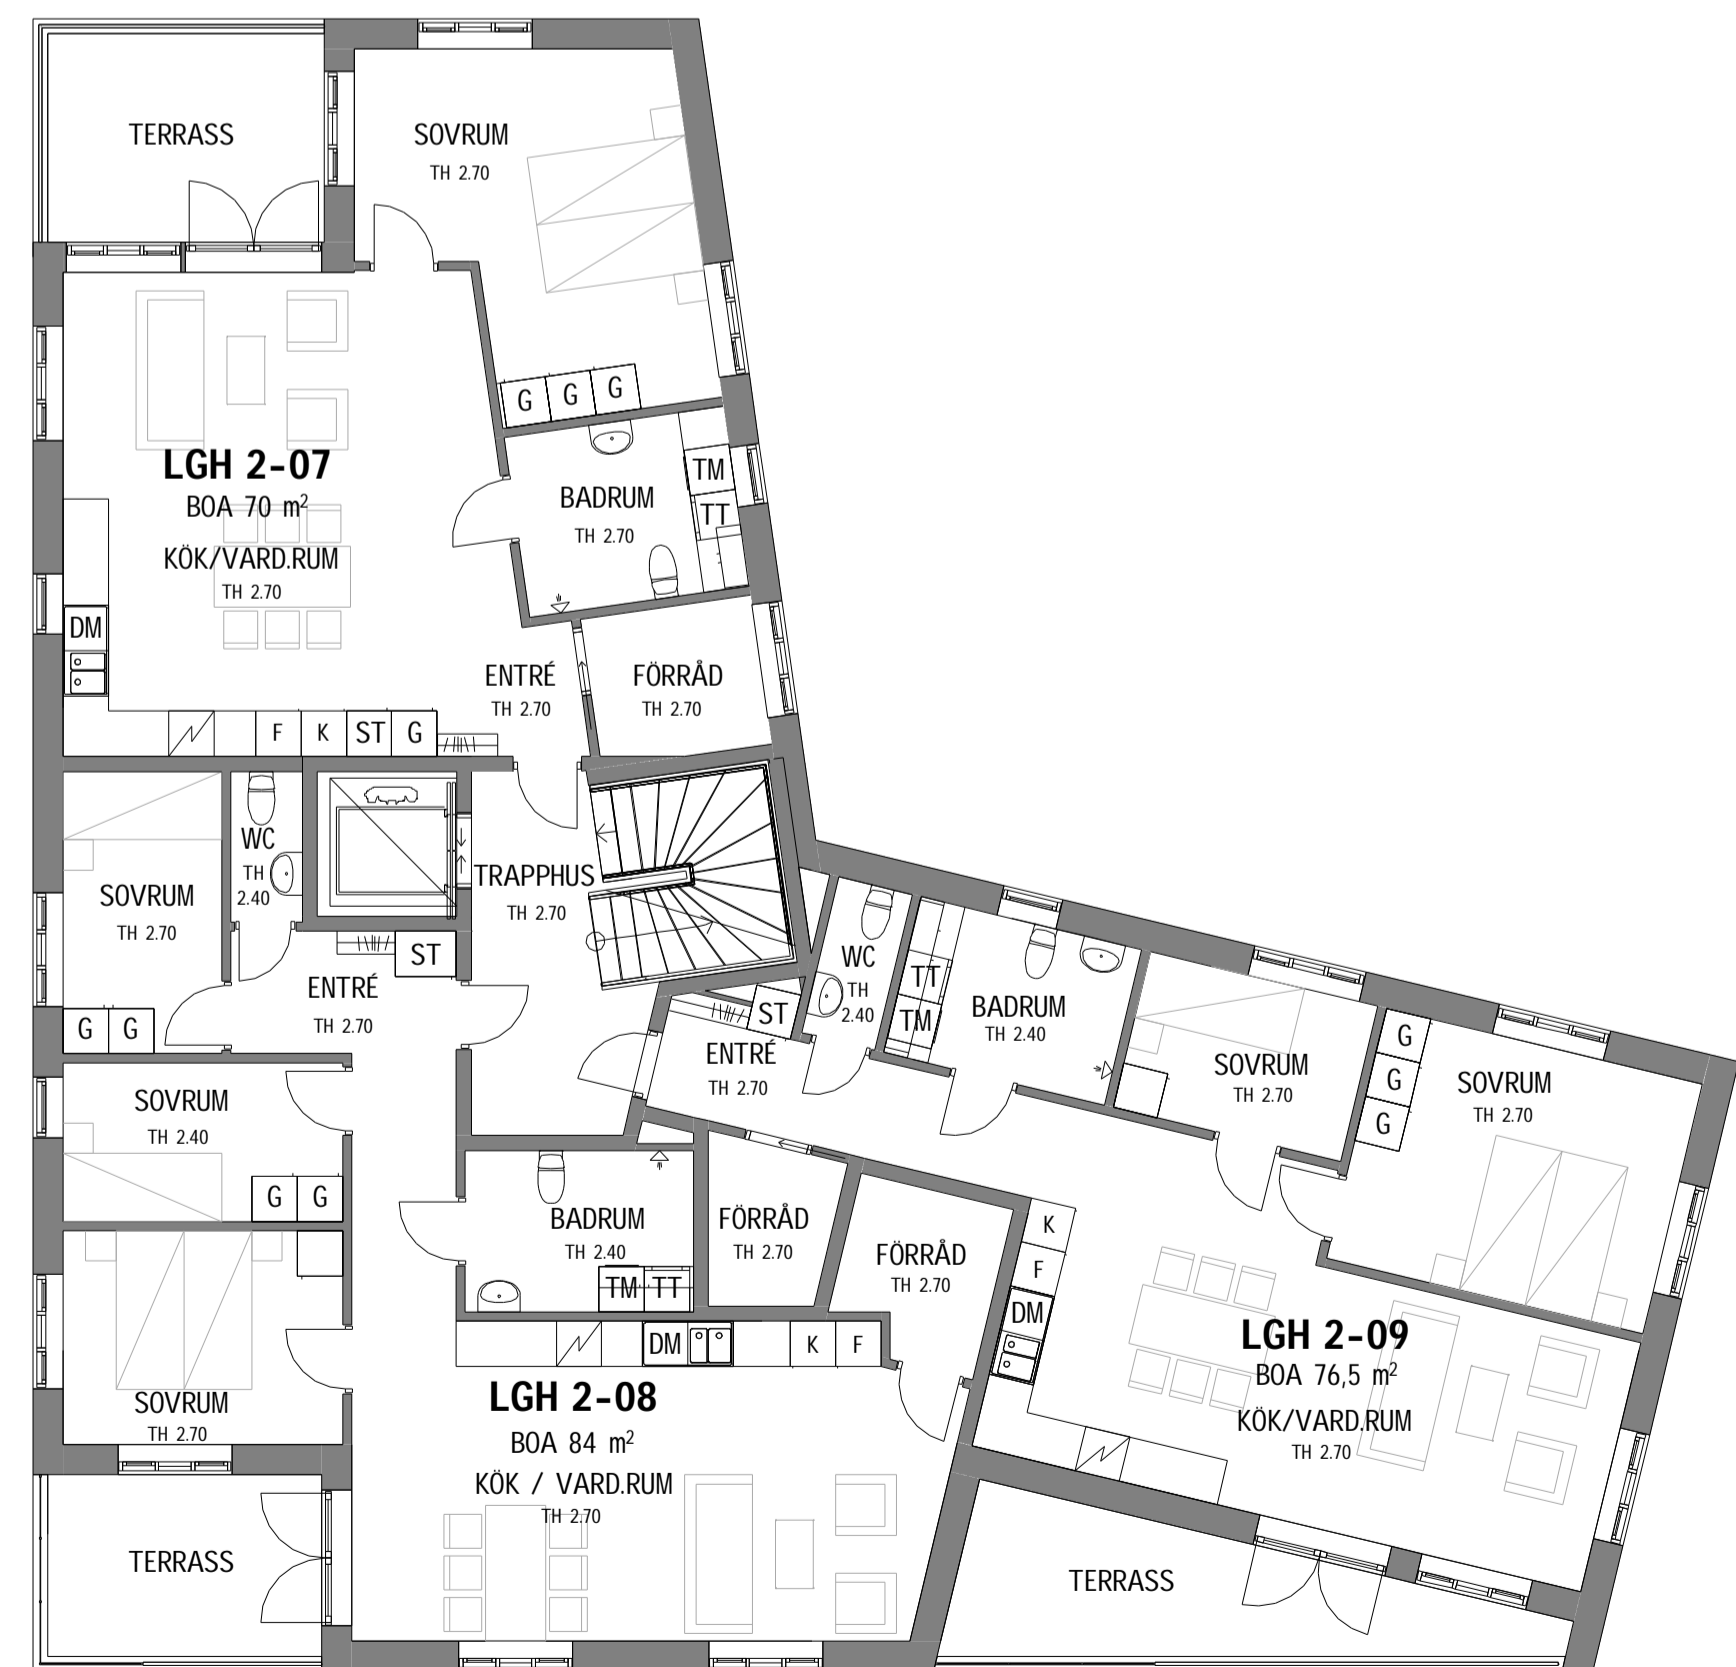 TERRASS
SOVRUM
TH 2.70
G G G
LGH 2-07
BOA 70 m²
KÖK/VARD.RUM
TH 2.70
TM
TT
BADRUM
TH 2.70
DM
ENTRÉ
TH 2.70
FÖRRÅD
TH 2.70
F K ST G
WC
TH
2.40
SOVRUM
TH 2.70
G G
TRAPPHUS
TH 2.70
ST
ENTRÉ
TH 2.70
WC
TH
2.40
ST
ENTRÉ
TH 2.70
TT
TM
BADRUM
TH 2.40
SOVRUM
TH 2.70
G
G
G
SOVRUM
TH 2.70
SOVRUM
TH 2.40
G G
BADRUM
TH 2.40
TM TT
FÖRRÅD
TH 2.70
FÖRRÅD
TH 2.70
K
F
DM
LGH 2-09
BOA 76,5 m²
KÖK/VARD.RUM
TH 2.70
SOVRUM
TH 2.70
DM K F
LGH 2-08
BOA 84 m²
KÖK / VARD.RUM
TH 2.70
TERRASS
TERRASS